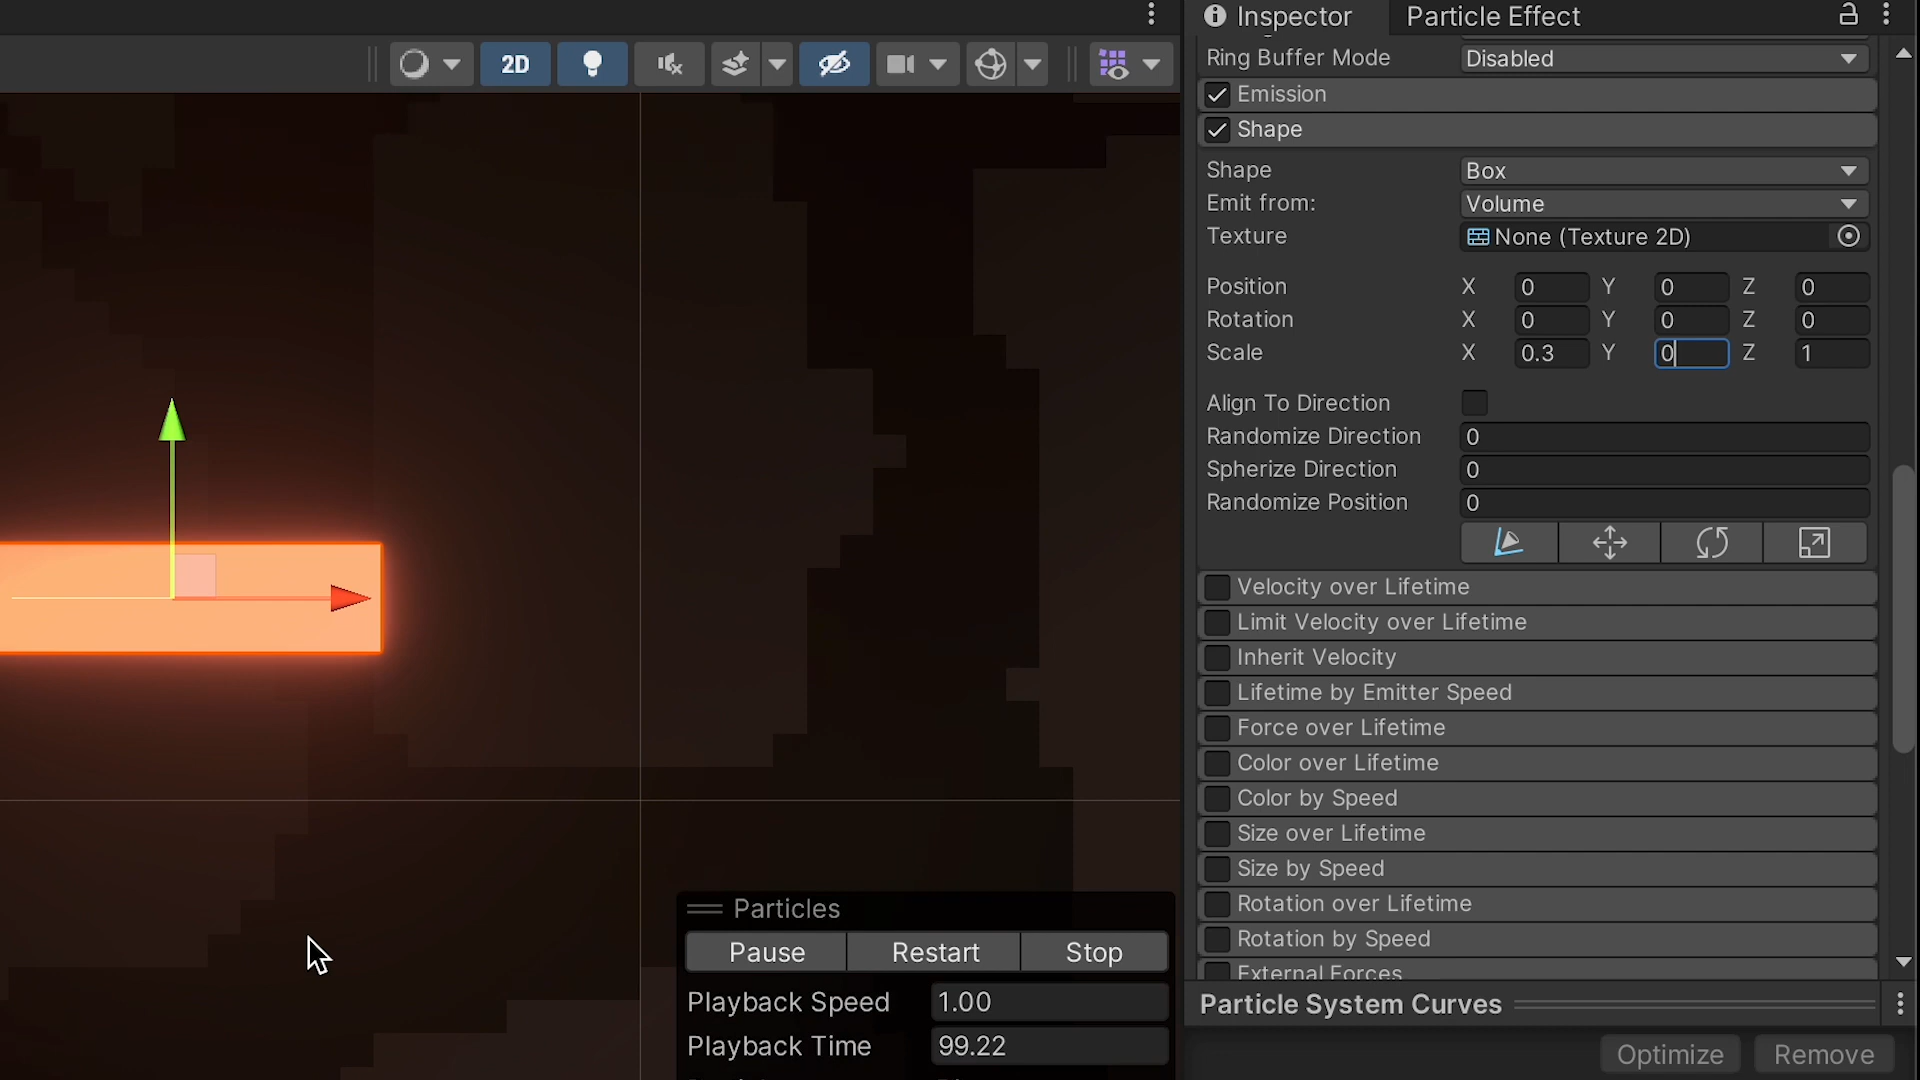 Inspector Particle Effect
2D
Ring Buffer Mode Disabled
Emission
Shape
Shape Box
Emit from: Volume
Texture None (Texture 2D)
Position X 0 Y 0 Z 0
Rotation X 0 Y 0 Z 0
Scale X 0.3 Y 0 Z 1
Align To Direction
Randomize Direction 0
Spherize Direction 0
Randomize Position 0
Velocity over Lifetime
Limit Velocity over Lifetime
Inherit Velocity
Lifetime by Emitter Speed
Force over Lifetime
Color over Lifetime
Color by Speed
Size over Lifetime
Size by Speed
Rotation over Lifetime
Rotation by Speed
External Forces
Particle System Curves
Optimize Remove
Particles
Pause Restart Stop
Playback Speed 1.00
Playback Time 99.22